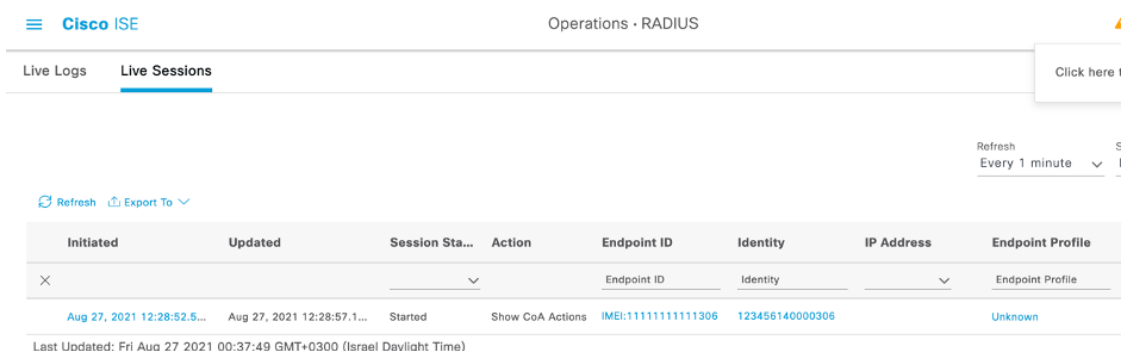 Cisco ISE
Operations · RADIUS
Live Logs Live Sessions
Click here
Refresh
Every 1 minute
Refresh Export To
Initiated Updated Session Sta... Action Endpoint ID Identity IP Address Endpoint Profile
Endpoint ID Identity Endpoint Profile
Aug 27, 2021 12:28:52.5... Aug 27, 2021 12:28:57.1... Started Show CoA Actions IMEI:11111111111306 123456140000306 Unknown
Last Updated: Fri Aug 27 2021 00:37:49 GMT+0300 (Israel Daylight Time)